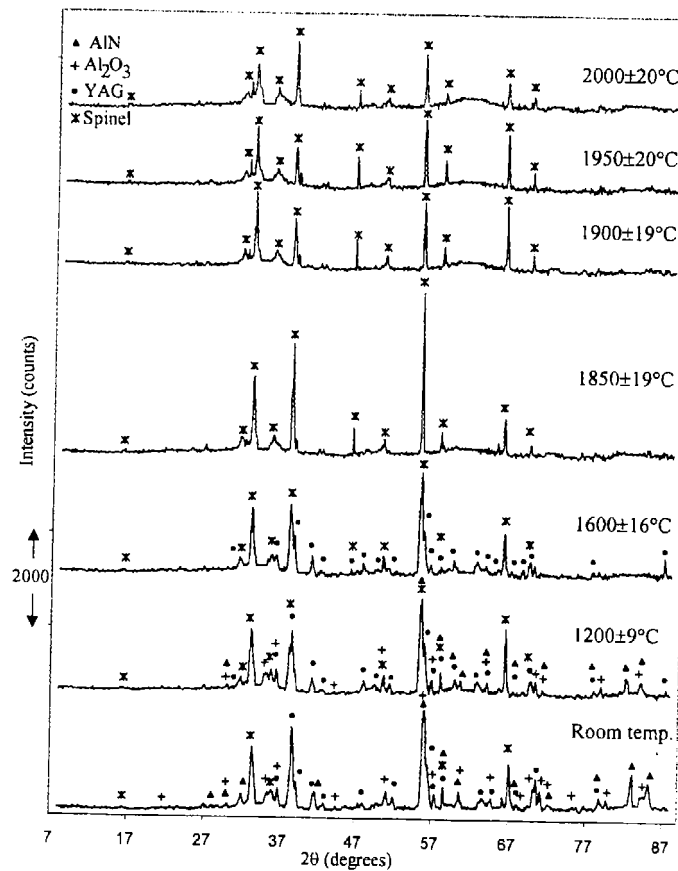 ▲ AlN
+ Al₂O₃
• YAG
ж Spinel
2000±20°C
1950±20°C
1900±19°C
1850±19°C
1600±16°C
1200±9°C
Room temp.
Intensity (counts)
2000
7 17 27 37 47 57 67 77 87
2θ (degrees)